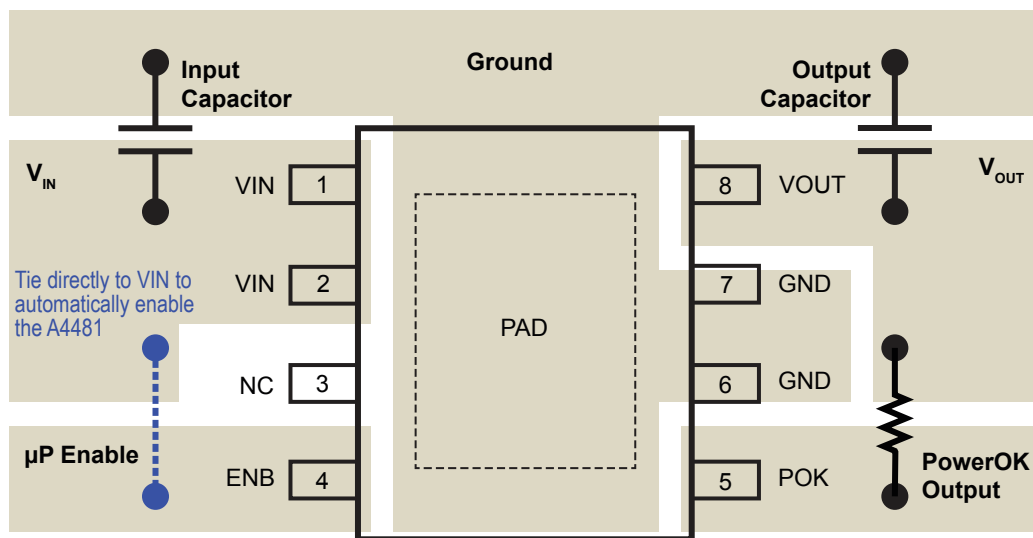 Ground
Input
Capacitor
Output
Capacitor
VIN
VOUT
VIN 1
8 VOUT
Tie directly to VIN to
automatically enable
the A4481
VIN 2
7 GND
PAD
NC 3
6 GND
µP Enable
ENB 4
5 POK
PowerOK
Output